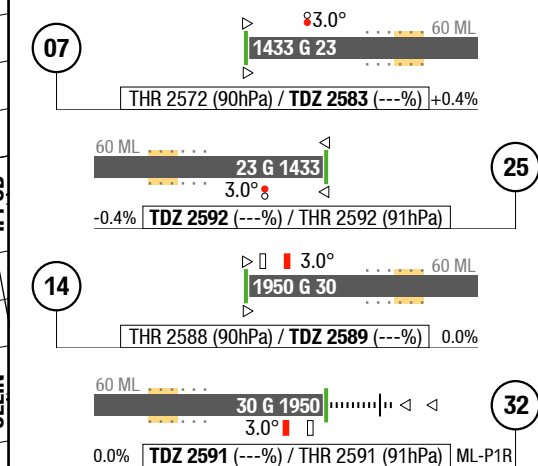 3.0° 60 ML
07 1433 G 23
THR 2572 (90hPa) / TDZ 2583 (---%) +0.4%
60 ML
23 G 1433 25
3.0°
-0.4% TDZ 2592 (---%) / THR 2592 (91hPa)
3.0° 60 ML
14 1950 G 30
THR 2588 (90hPa) / TDZ 2589 (---%) 0.0%
60 ML
30 G 1950 32
3.0°
0.0% TDZ 2591 (---%) / THR 2591 (91hPa) ML-P1R